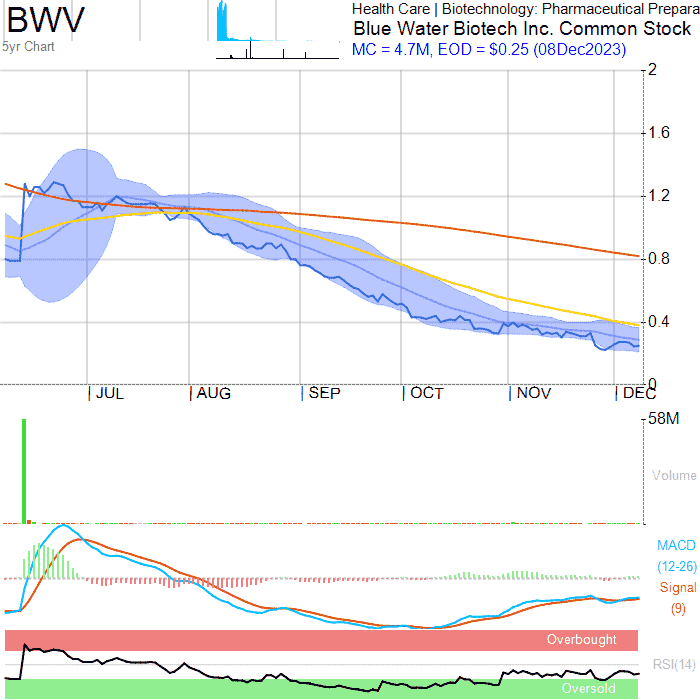 BWV
5yr Chart
Health Care | Biotechnology: Pharmaceutical Prepara
Blue Water Biotech Inc. Common Stock
MC = 4.7M, EOD = $0.25 (08Dec2023)
2
1.6
1.2
0.8
0.4
0
JUL AUG SEP OCT NOV DEC
58M
Volume
MACD
(12-26)
Signal
(9)
Overbought
RSI(14)
Oversold